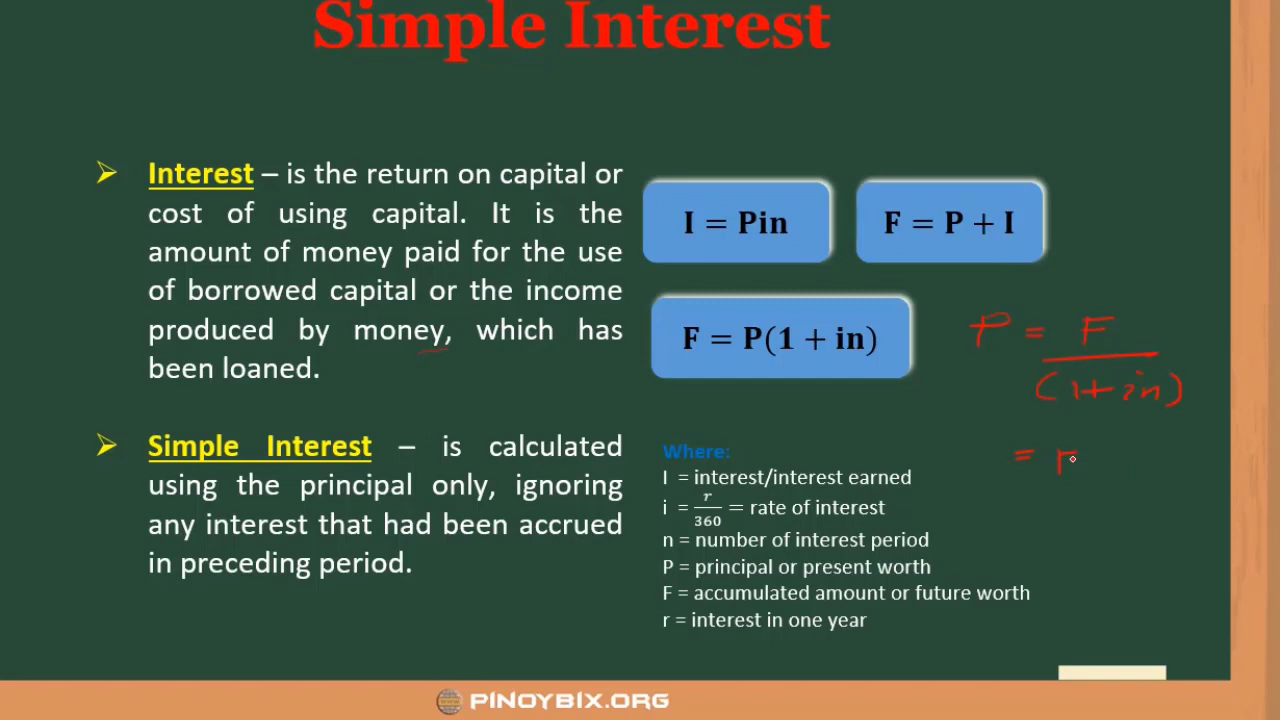 Simple Interest
➢ Interest – is the return on capital or
cost of using capital. It is the
amount of money paid for the use
of borrowed capital or the income
produced by money, which has
been loaned.
➢ Simple Interest – is calculated
using the principal only, ignoring
any interest that had been accrued
in preceding period.
I = Pin
F = P + I
F = P(1 + in)
P = F
(1 + in)
= r
Where:
I = interest/interest earned
i = r/360 = rate of interest
n = number of interest period
P = principal or present worth
F = accumulated amount or future worth
r = interest in one year
PINOYBIX.ORG